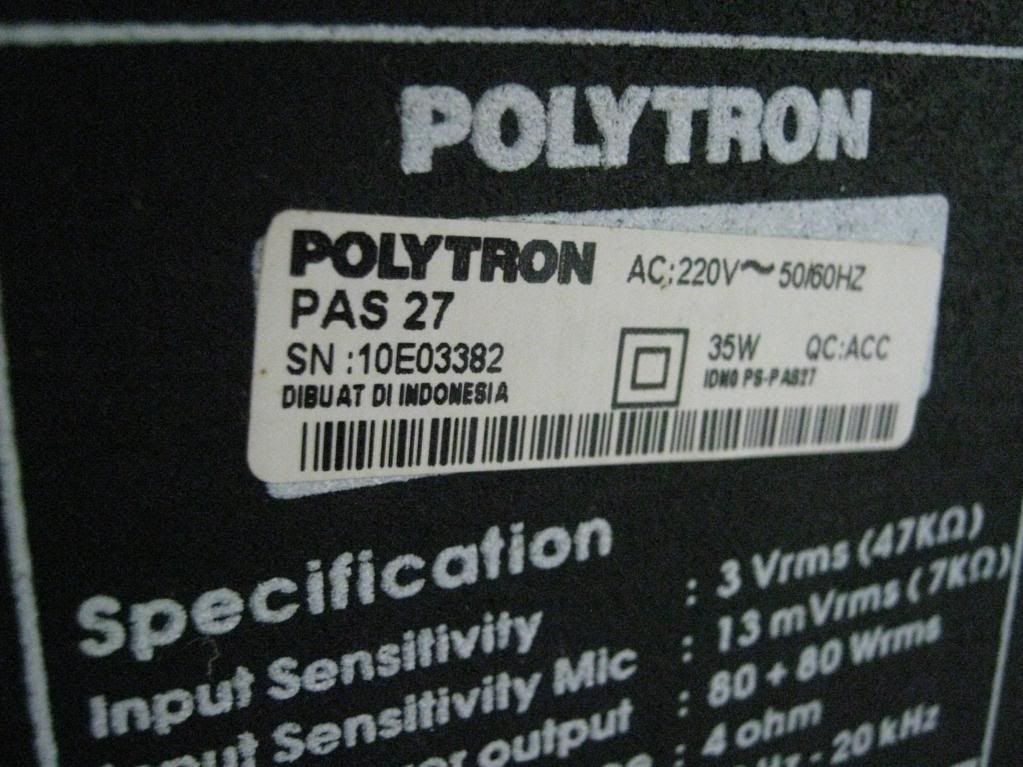 POLYTRON
POLYTRON AC:220V~50/60HZ
PAS 27
SN :10E03382 35W QC:ACC
DIBUAT DI INDONESIA IDNO PS-PAS27
Specification
Input Sensitivity : 3 Vrms (47KΩ)
Input Sensitivity Mic : 13 mVrms (7KΩ)
output : 80 + 80 Wrms
: 4 ohm
Hz - 20 kHz